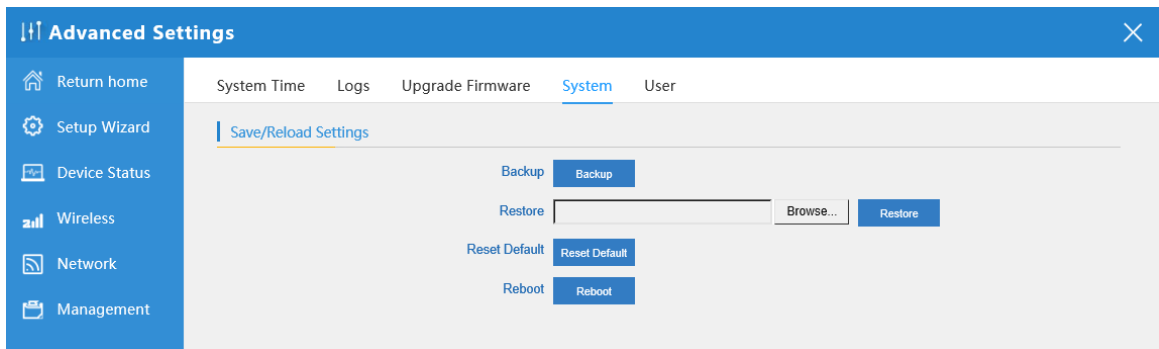 Advanced Settings
Return home
Setup Wizard
Device Status
Wireless
Network
Management
System Time Logs Upgrade Firmware System User
Save/Reload Settings
Backup Backup
Restore Browse... Restore
Reset Default Reset Default
Reboot Reboot